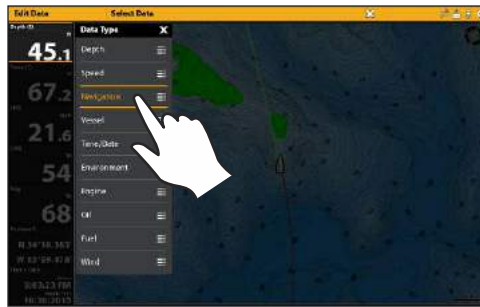 Edit Data
Select Data
Depth
45.1
Data Type
X
Depth
Speed
67.2
Navigation
Vessel
21.6
Time/Date
54
Environment
Engine
68
Oil
Fuel
Wind